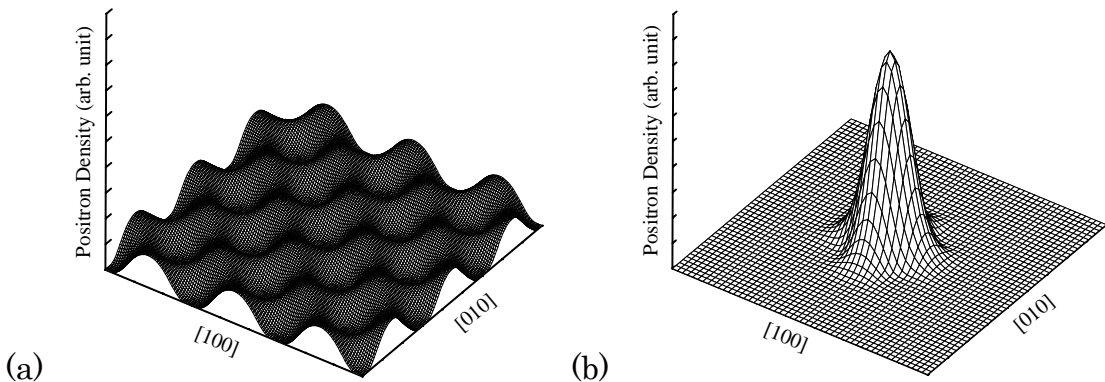 Positron Density (arb. unit)
[100]
[010]
(a)
Positron Density (arb. unit)
[100]
[010]
(b)